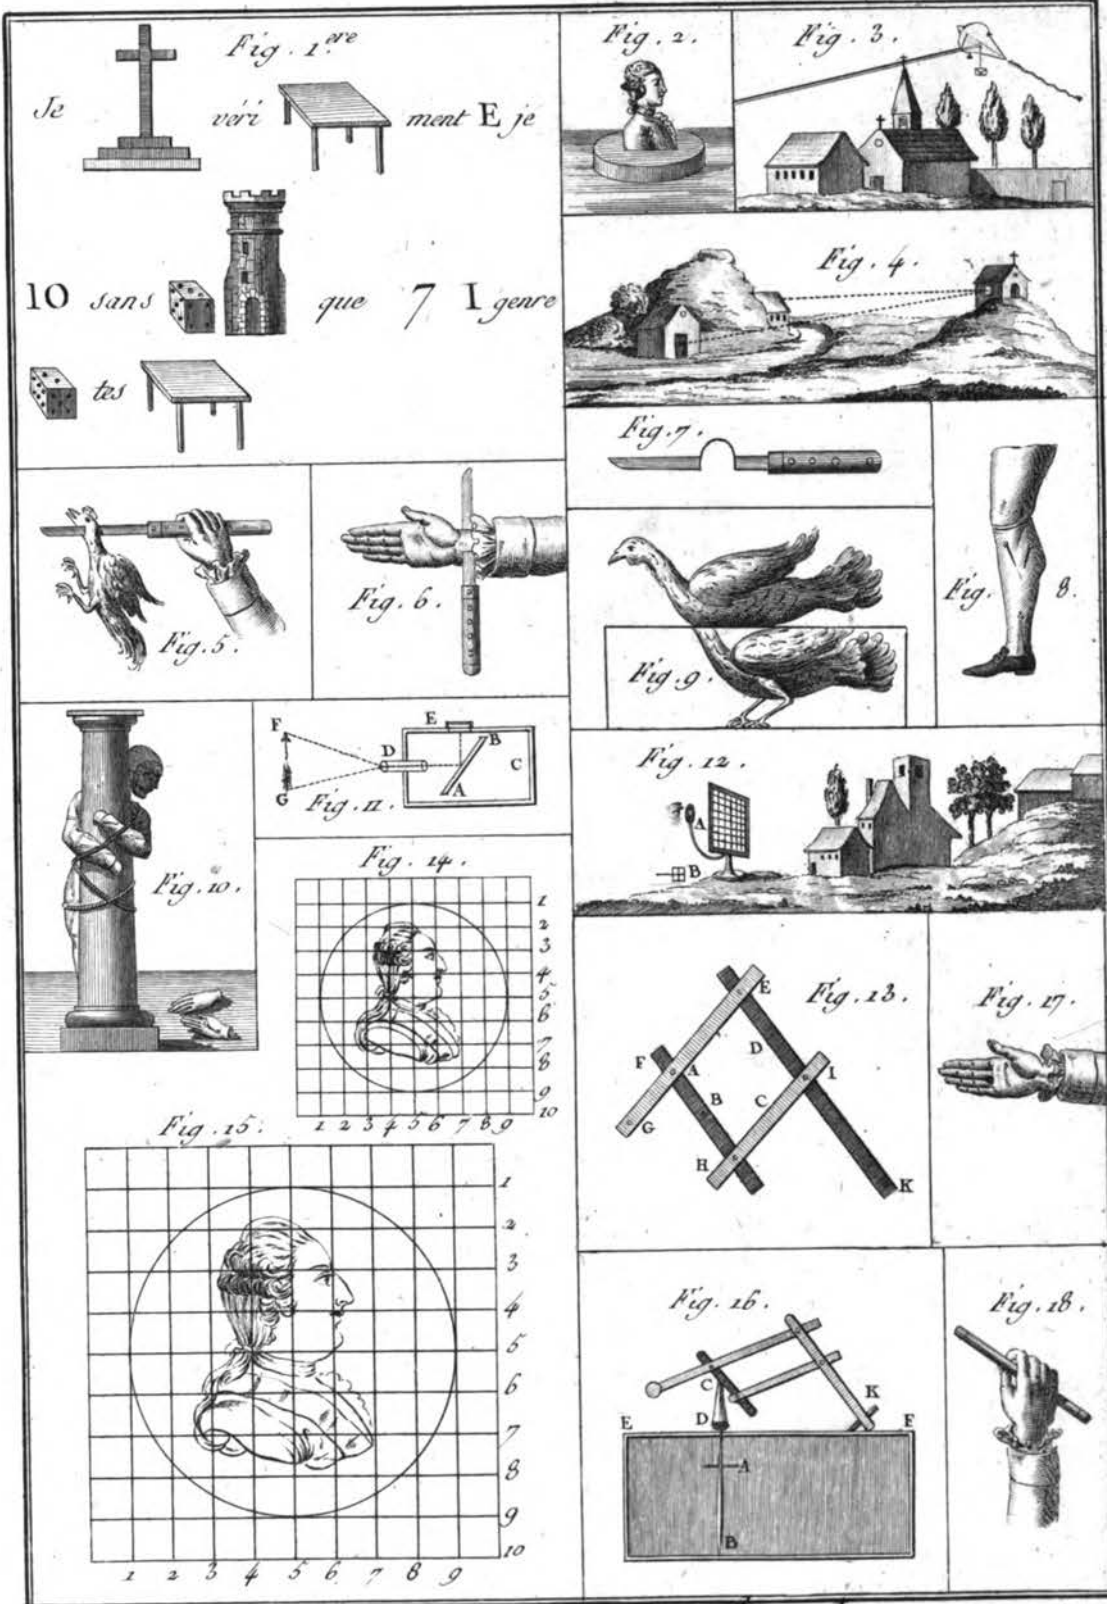 Fig. 1.ere
Je véri ment E je
10 sans que 7 I genre
tes
Fig. 2.
Fig. 3.
Fig. 4.
Fig. 5.
Fig. 6.
Fig. 7.
Fig. 8.
Fig. 9.
Fig. 10.
Fig. 11.
F
G
D
E
B
A
C
Fig. 12.
A
B
Fig. 14.
1
2
3
4
5
6
7
8
9
10
1 2 3 4 5 6 7 8 9
Fig. 13.
E
D
F
A
I
C
B
G
H
K
Fig. 17.
Fig. 15.
1
2
3
4
5
6
7
8
9
10
1 2 3 4 5 6 7 8 9
Fig. 16.
C
K
E
D
F
A
B
Fig. 18.